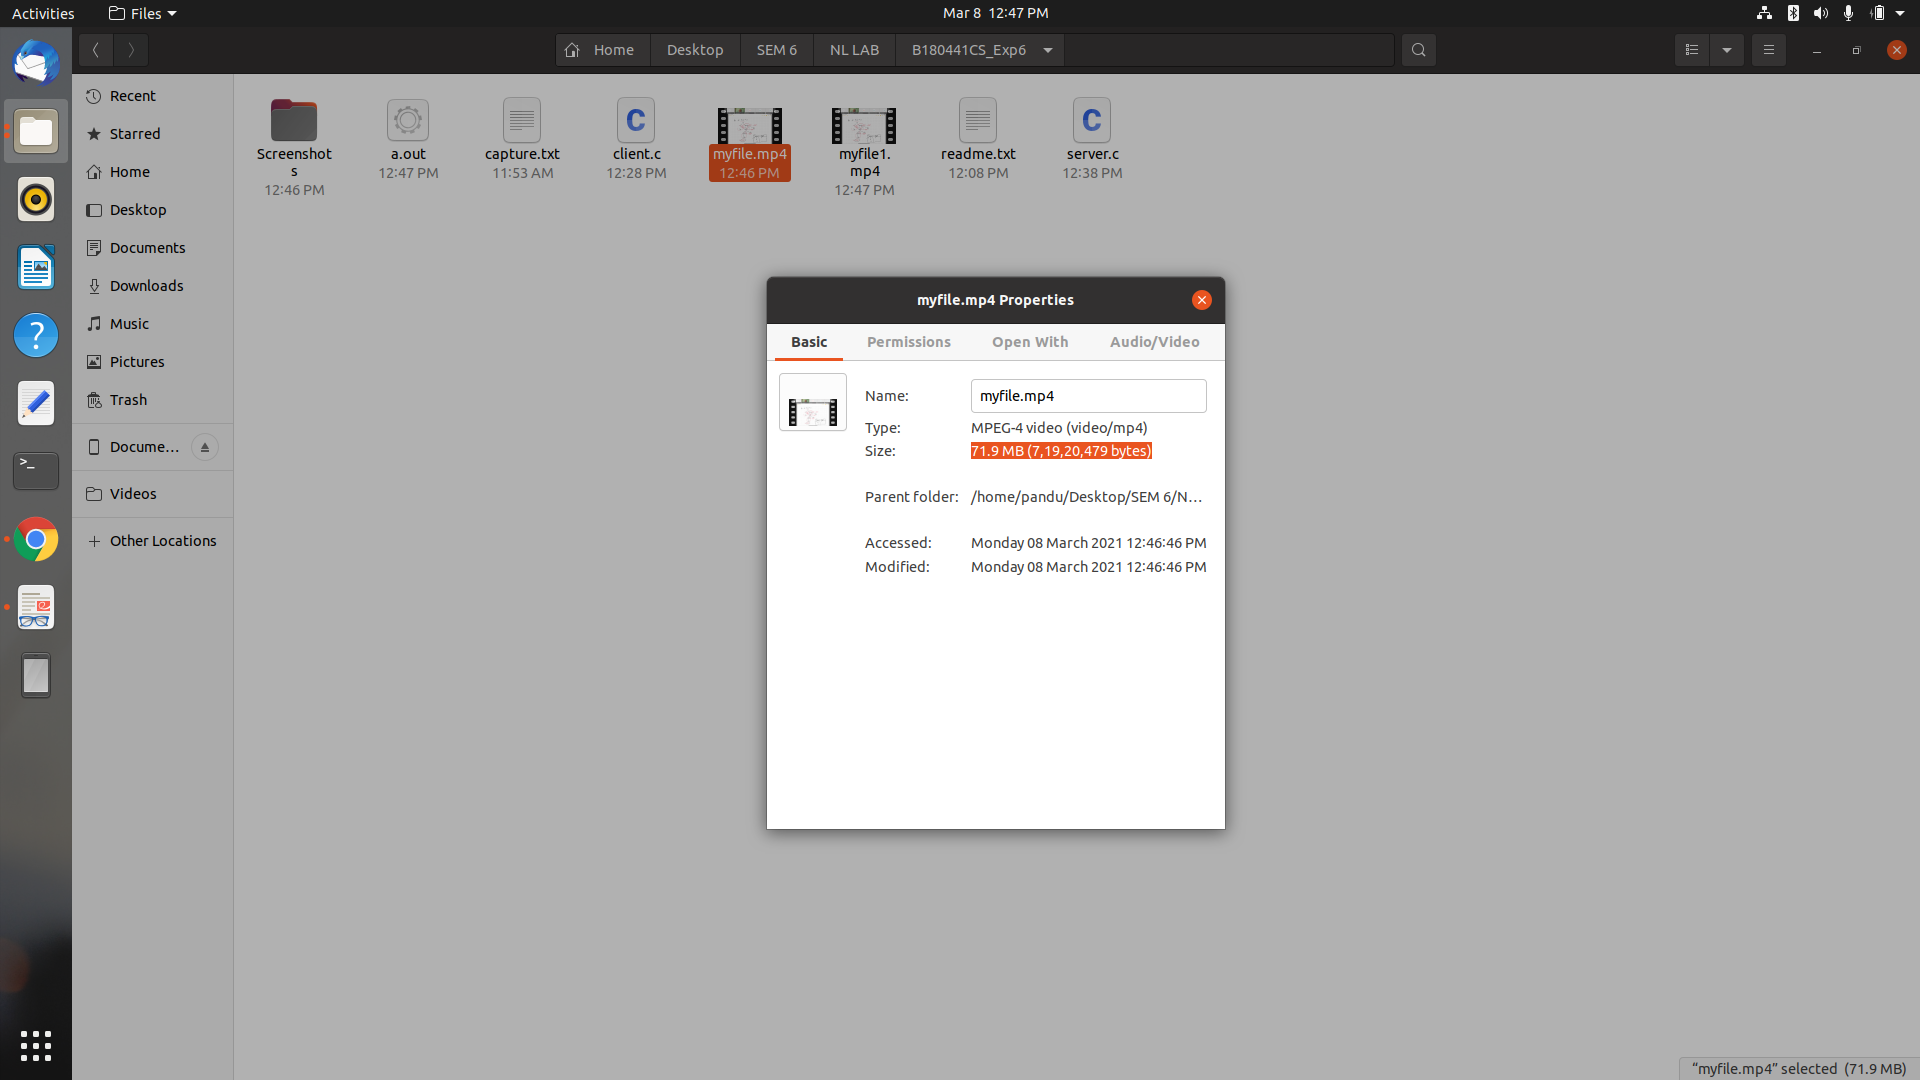 Activities
Files
Mar 8 12:47 PM
Home
Desktop
SEM 6
NL LAB
B180441CS_Exp6
Recent
Starred
Home
Desktop
Documents
Downloads
Music
Pictures
Trash
Docume...
Videos
Other Locations
Screenshot
s
12:46 PM
a.out
12:47 PM
capture.txt
11:53 AM
client.c
12:28 PM
myfile.mp4
12:46 PM
myfile1.
mp4
12:47 PM
readme.txt
12:08 PM
server.c
12:38 PM
myfile.mp4 Properties
Basic
Permissions
Open With
Audio/Video
Name: myfile.mp4
Type: MPEG-4 video (video/mp4)
Size: 71.9 MB (7,19,20,479 bytes)
Parent folder: /home/pandu/Desktop/SEM 6/N...
Accessed: Monday 08 March 2021 12:46:46 PM
Modified: Monday 08 March 2021 12:46:46 PM
“myfile.mp4” selected (71.9 MB)